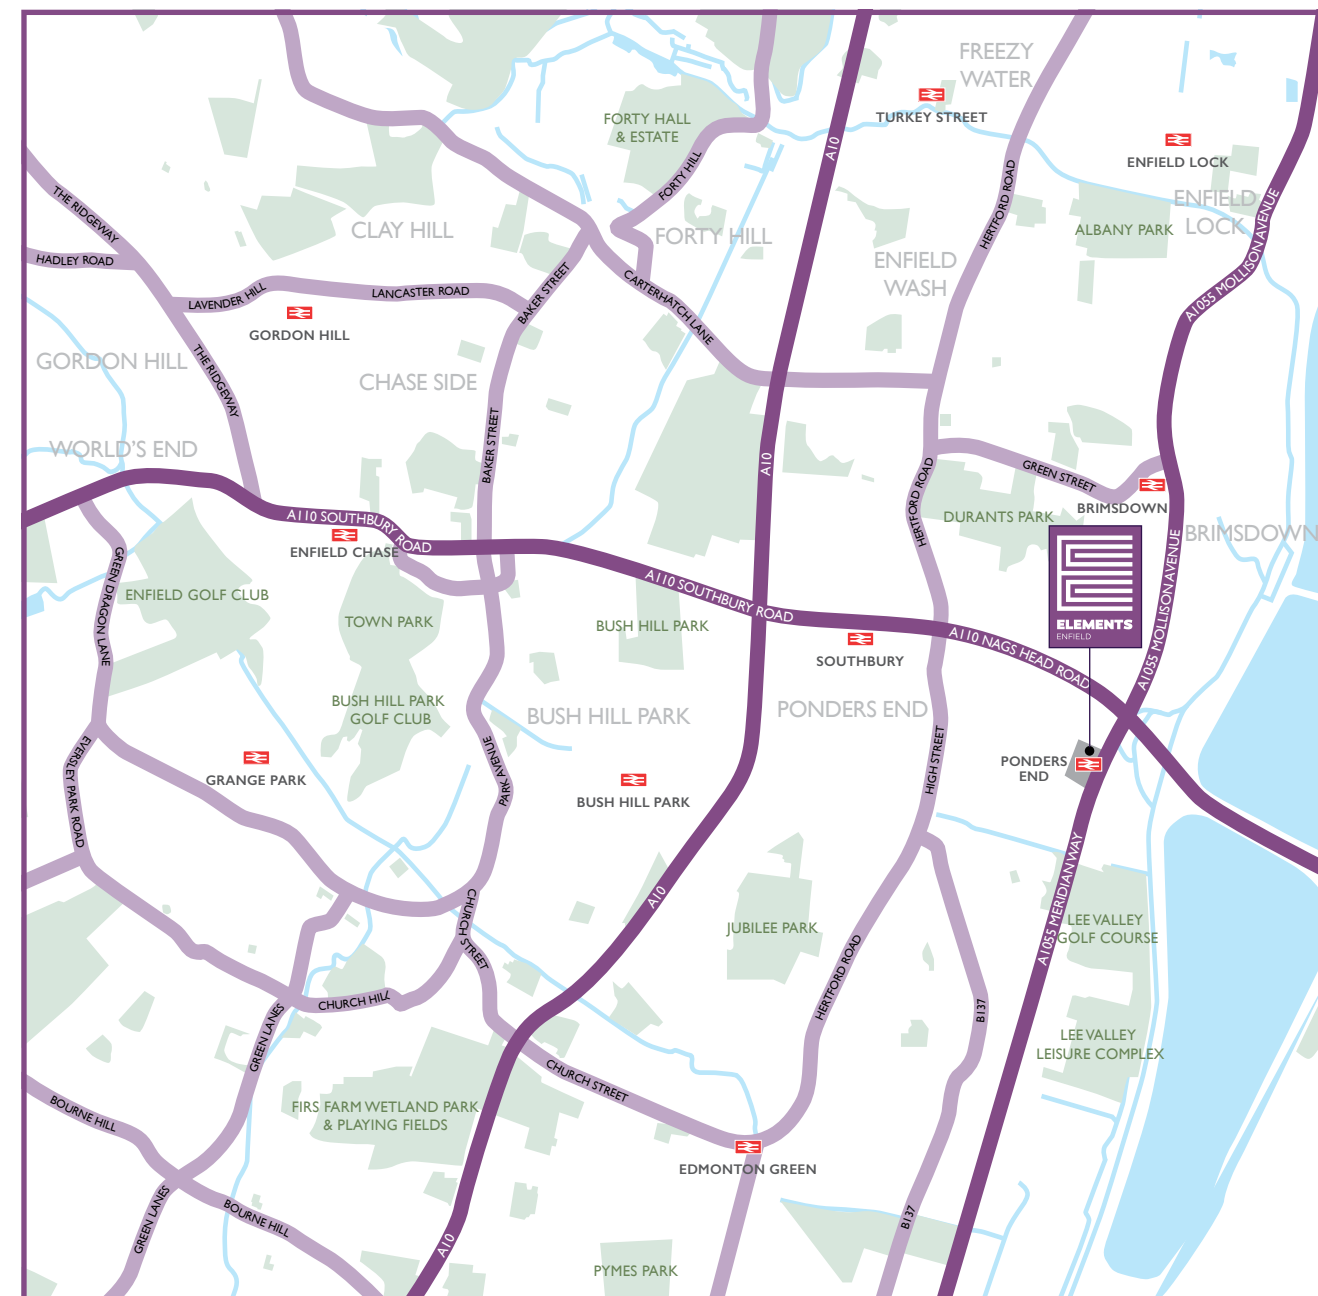 FREEZY
WATER
TURKEY STREET
FORTY HALL
& ESTATE
A10
ENFIELD LOCK
HERTFORD ROAD
FORTY HILL
ENFIELD
LOCK
ALBANY PARK
A1055 MOLLISON AVENUE
THE RIDGEWAY
CLAY HILL
FORTY HILL
HADLEY ROAD
ENFIELD
WASH
LAVENDER HILL
LANCASTER ROAD
BAKER STREET
CARTERHATCH LANE
GORDON HILL
GORDON HILL
THE RIDGEWAY
CHASE SIDE
WORLD'S END
BAKER STREET
A10
HERTFORD ROAD
GREEN STREET
BRIMSDOWN
DURANTS PARK
BRIMSDOWN
A110 SOUTHBURY
ROAD
ENFIELD CHASE
GREEN DRAGON LANE
ENFIELD GOLF CLUB
TOWN PARK
A110 SOUTHBURY ROAD
BUSH HILL PARK
SOUTHBURY
A110 NAGS HEAD ROAD
ELEMENTS
ENFIELD
A1055 MOLLISON AVENUE
BUSH HILL PARK
GOLF CLUB
BUSH HILL PARK
PONDERS END
EVERSLEY PARK ROAD
GRANGE PARK
PARK AVENUE
BUSH HILL PARK
HIGH STREET
PONDERS
END
A1055 MERIDIAN WAY
A10
CHURCH STREET
JUBILEE PARK
HERTFORD ROAD
LEE VALLEY
GOLF COURSE
CHURCH HILL
GREEN LANES
B137
LEE VALLEY
LEISURE COMPLEX
BOURNE HILL
FIRS FARM WETLAND PARK
& PLAYING FIELDS
CHURCH STREET
EDMONTON GREEN
GREEN LANES
BOURNE HILL
A10
B137
PYMES PARK